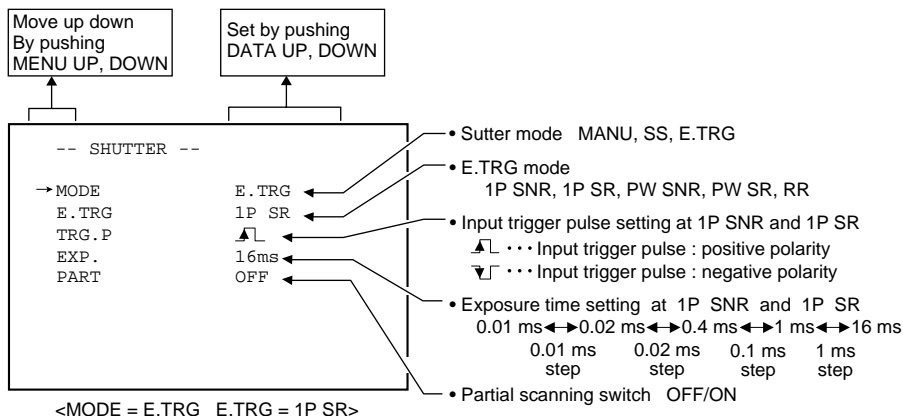 Move up down
By pushing
MENU UP, DOWN
Set by pushing
DATA UP, DOWN
-- SHUTTER --
→MODE E.TRG
E.TRG 1P SR
TRG.P
EXP. 16ms
PART OFF
• Sutter mode MANU, SS, E.TRG
• E.TRG mode
1P SNR, 1P SR, PW SNR, PW SR, RR
• Input trigger pulse setting at 1P SNR and 1P SR
··· Input trigger pulse : positive polarity
··· Input trigger pulse : negative polarity
• Exposure time setting at 1P SNR and 1P SR
0.01 ms↔0.02 ms↔0.4 ms↔1 ms↔16 ms
0.01 ms 0.02 ms 0.1 ms 1 ms
step step step step
• Partial scanning switch OFF/ON
<MODE = E.TRG E.TRG = 1P SR>